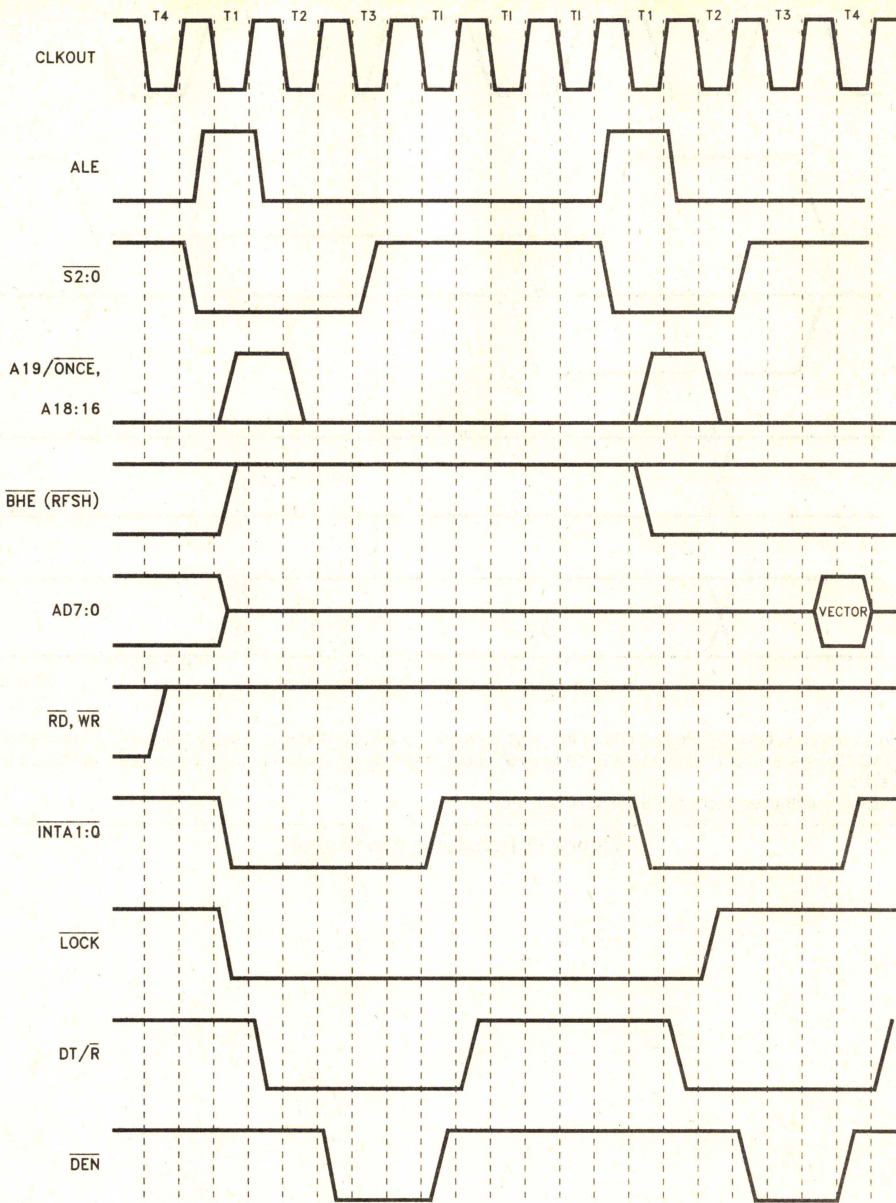 T4 T1 T2 T3 TI TI TI T1 T2 T3 T4
CLKOUT
ALE
S2:0
A19/ONCE,
A18:16
BHE (RFSH)
AD7:0
VECTOR
RD, WR
INTA1:0
LOCK
DT/R
DEN